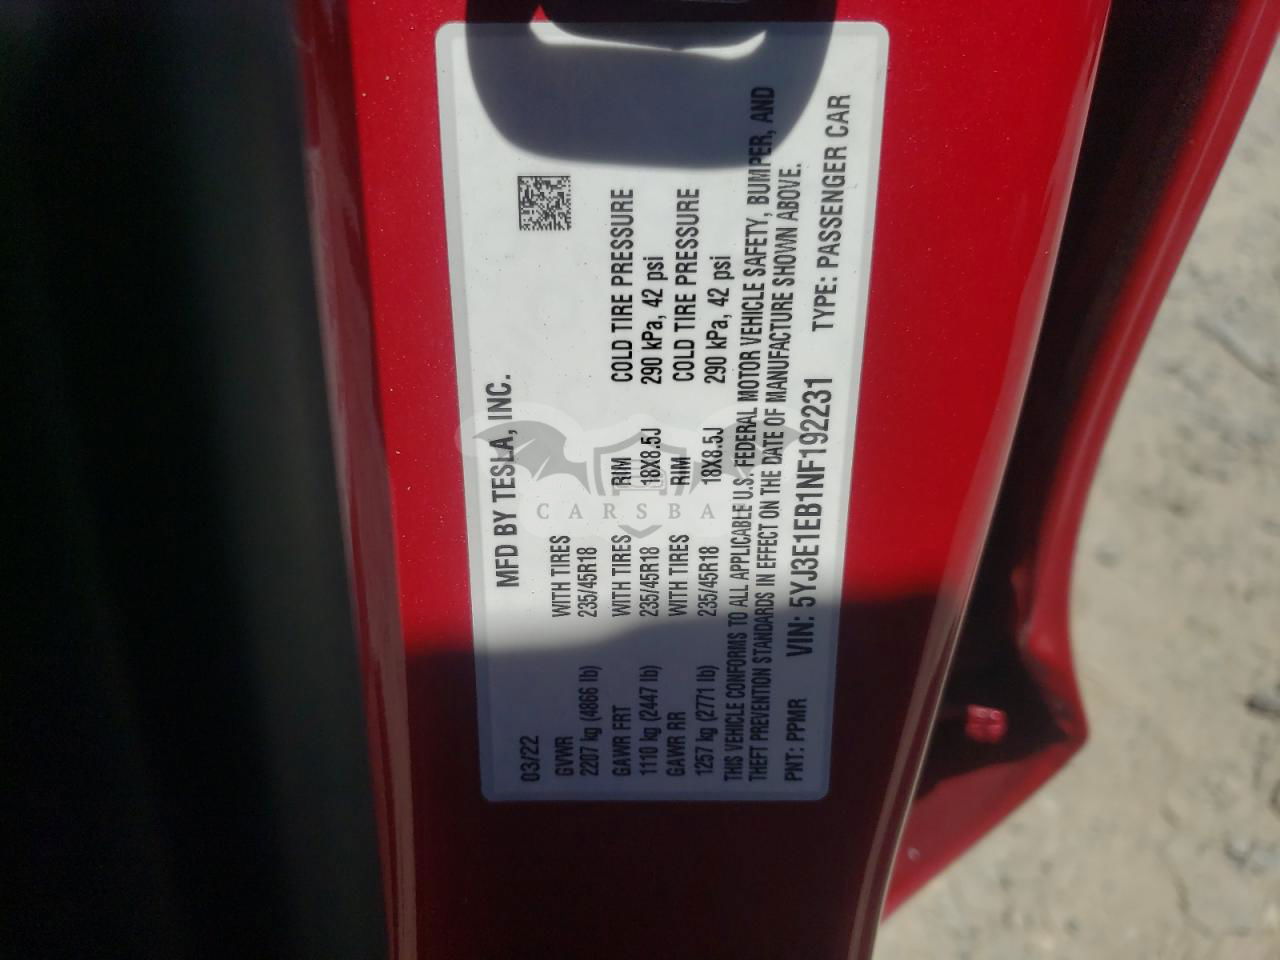 MFD BY TESLA, INC.
03/22
GVWR WITH TIRES
2207 kg (4866 lb) 235/45R18
GAWR FRT WITH TIRES RIM COLD TIRE PRESSURE
1110 kg (2447 lb) 235/45R18 18X8.5J 290 kPa, 42 psi
GAWR RR WITH TIRES RIM COLD TIRE PRESSURE
1257 kg (2771 lb) 235/45R18 18X8.5J 290 kPa, 42 psi
THIS VEHICLE CONFORMS TO ALL APPLICABLE U.S. FEDERAL MOTOR VEHICLE SAFETY, BUMPER, AND
THEFT PREVENTION STANDARDS IN EFFECT ON THE DATE OF MANUFACTURE SHOWN ABOVE.
PNT: PPMR VIN: 5YJ3E1EB1NF192231 TYPE: PASSENGER CAR